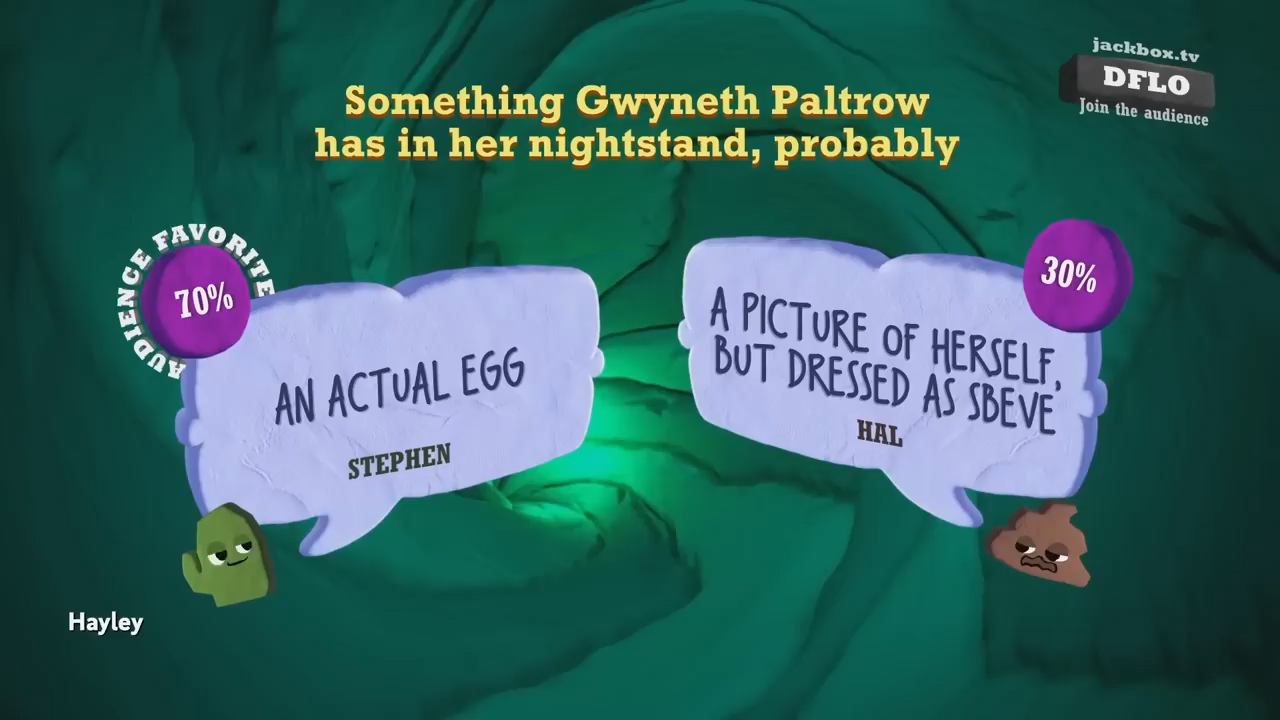 jackbox.tv
DFLO
Join the audience
Something Gwyneth Paltrow
has in her nightstand, probably
AUDIENCE FAVORITE
70%
AN ACTUAL EGG
STEPHEN
30%
A PICTURE OF HERSELF,
BUT DRESSED AS SBEVE
HAL
Hayley